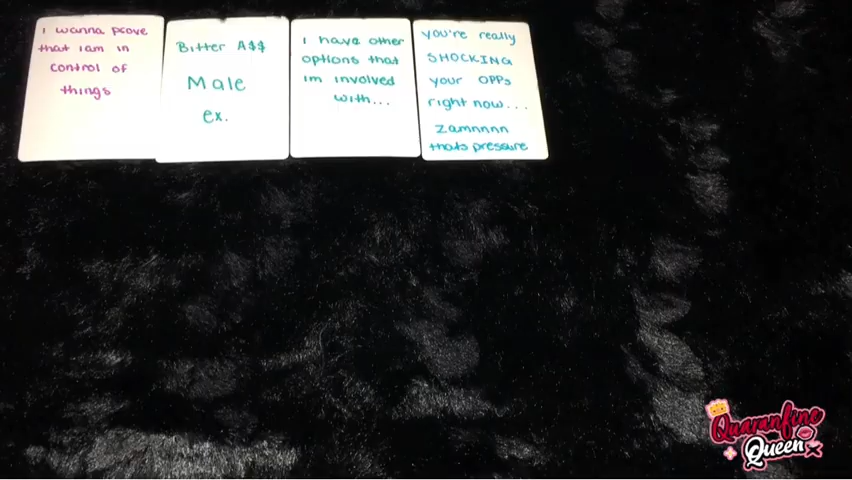 I wanna prove
that I am in
control of
things
Bitter A$$
Male
ex.
I have other
options that
im involved
with...
you're really
SHOCKING
your OPPs
right now...
zamnnnn
thats pressure
Quaranfine
Queen